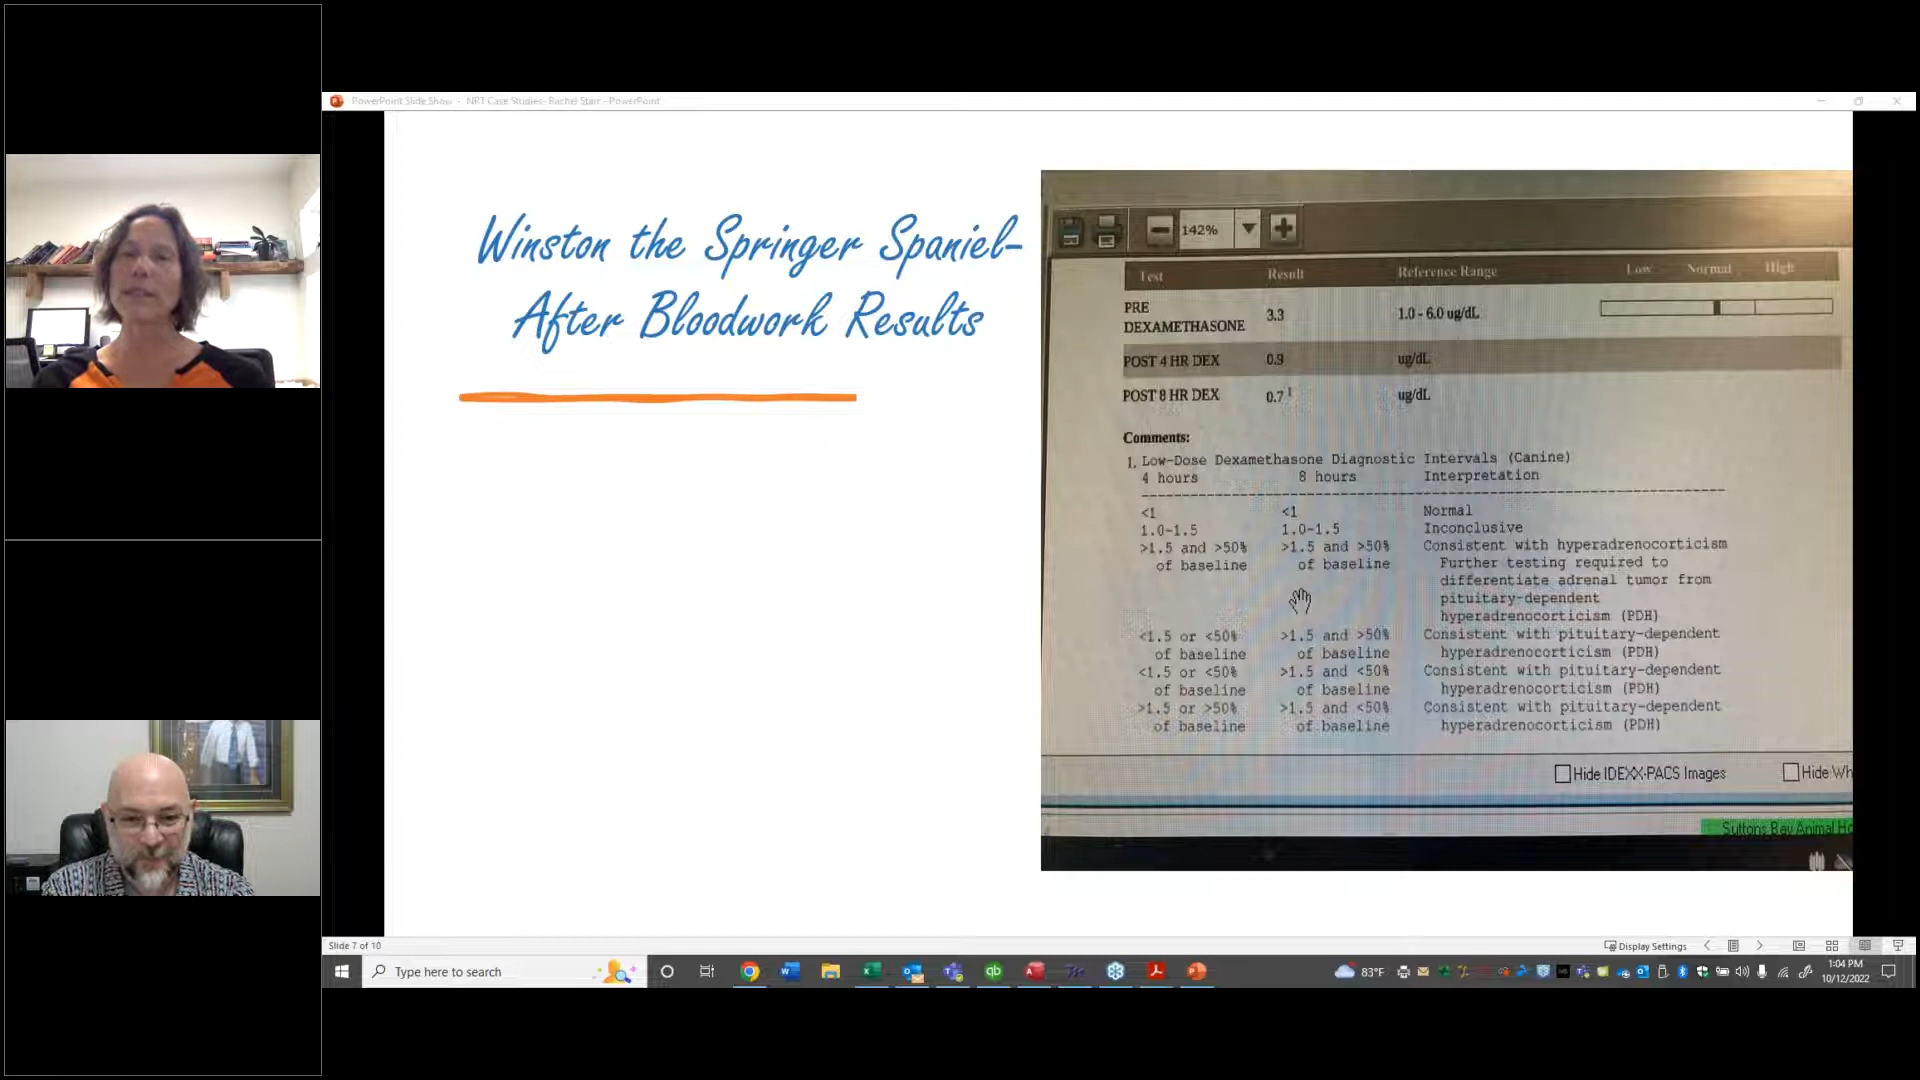 PowerPoint Slide Show - NRT Case Studies- Rachel Starr - PowerPoint
Winston the Springer Spaniel-
After Bloodwork Results
142%
Test Result Reference Range Low Normal High
PRE
DEXAMETHASONE 3.3 1.0 - 6.0 ug/dL
POST 4 HR DEX 0.9 ug/dL
POST 8 HR DEX 0.7 1 ug/dL
Comments:
1. Low-Dose Dexamethasone Diagnostic Intervals (Canine)
4 hours 8 hours Interpretation
<1 <1 Normal
1.0-1.5 1.0-1.5 Inconclusive
>1.5 and >50% >1.5 and >50% Consistent with hyperadrenocorticism
of baseline of baseline Further testing required to
differentiate adrenal tumor from
pituitary-dependent
hyperadrenocorticism (PDH)
<1.5 or <50% >1.5 and >50% Consistent with pituitary-dependent
of baseline of baseline hyperadrenocorticism (PDH)
<1.5 or <50% >1.5 and <50% Consistent with pituitary-dependent
of baseline of baseline hyperadrenocorticism (PDH)
>1.5 or >50% >1.5 and <50% Consistent with pituitary-dependent
of baseline of baseline hyperadrenocorticism (PDH)
Hide IDEXX-PACS Images Hide Wh
Suttons Bay Animal Ho
Slide 7 of 10
Display Settings
Type here to search
83°F
1:04 PM
10/12/2022